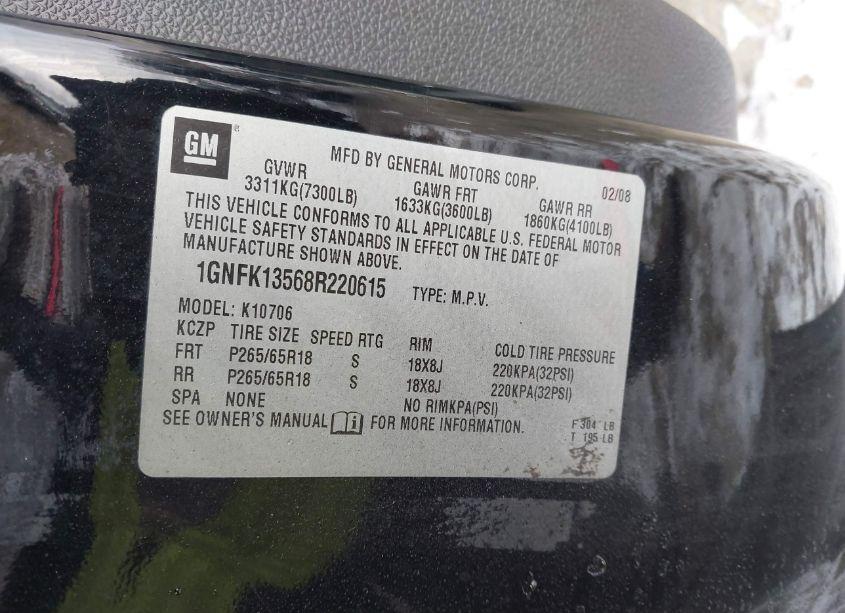 GM®
MFD BY GENERAL MOTORS CORP. 02/08
GVWR GAWR FRT GAWR RR
3311KG(7300LB) 1633KG(3600LB) 1860KG(4100LB)
THIS VEHICLE CONFORMS TO ALL APPLICABLE U.S. FEDERAL MOTOR
VEHICLE SAFETY STANDARDS IN EFFECT ON THE DATE OF
MANUFACTURE SHOWN ABOVE.
1GNFK13568R220615 TYPE: M.P.V.
MODEL: K10706
KCZP TIRE SIZE SPEED RTG RIM COLD TIRE PRESSURE
FRT P265/65R18 S 18X8J 220KPA(32PSI)
RR P265/65R18 S 18X8J 220KPA(32PSI)
SPA NONE NO RIMKPA(PSI)
SEE OWNER'S MANUAL i FOR MORE INFORMATION.
F 304 LB
T 195 LB